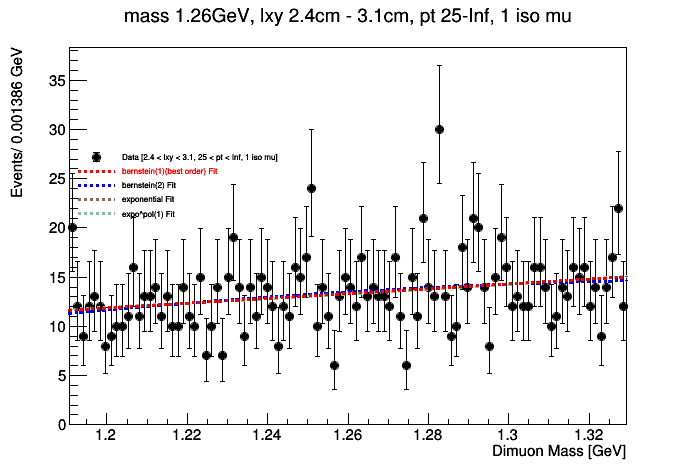 mass 1.26GeV, lxy 2.4cm - 3.1cm, pt 25-Inf, 1 iso mu
Events/ 0.001386 GeV
35
30
25
20
15
10
5
0
Data [2.4 < lxy < 3.1, 25 < pt < Inf, 1 iso mu]
bernstein(1)(best order) Fit
bernstein(2) Fit
exponential Fit
expo*pol(1) Fit
1.2 1.22 1.24 1.26 1.28 1.3 1.32
Dimuon Mass [GeV]